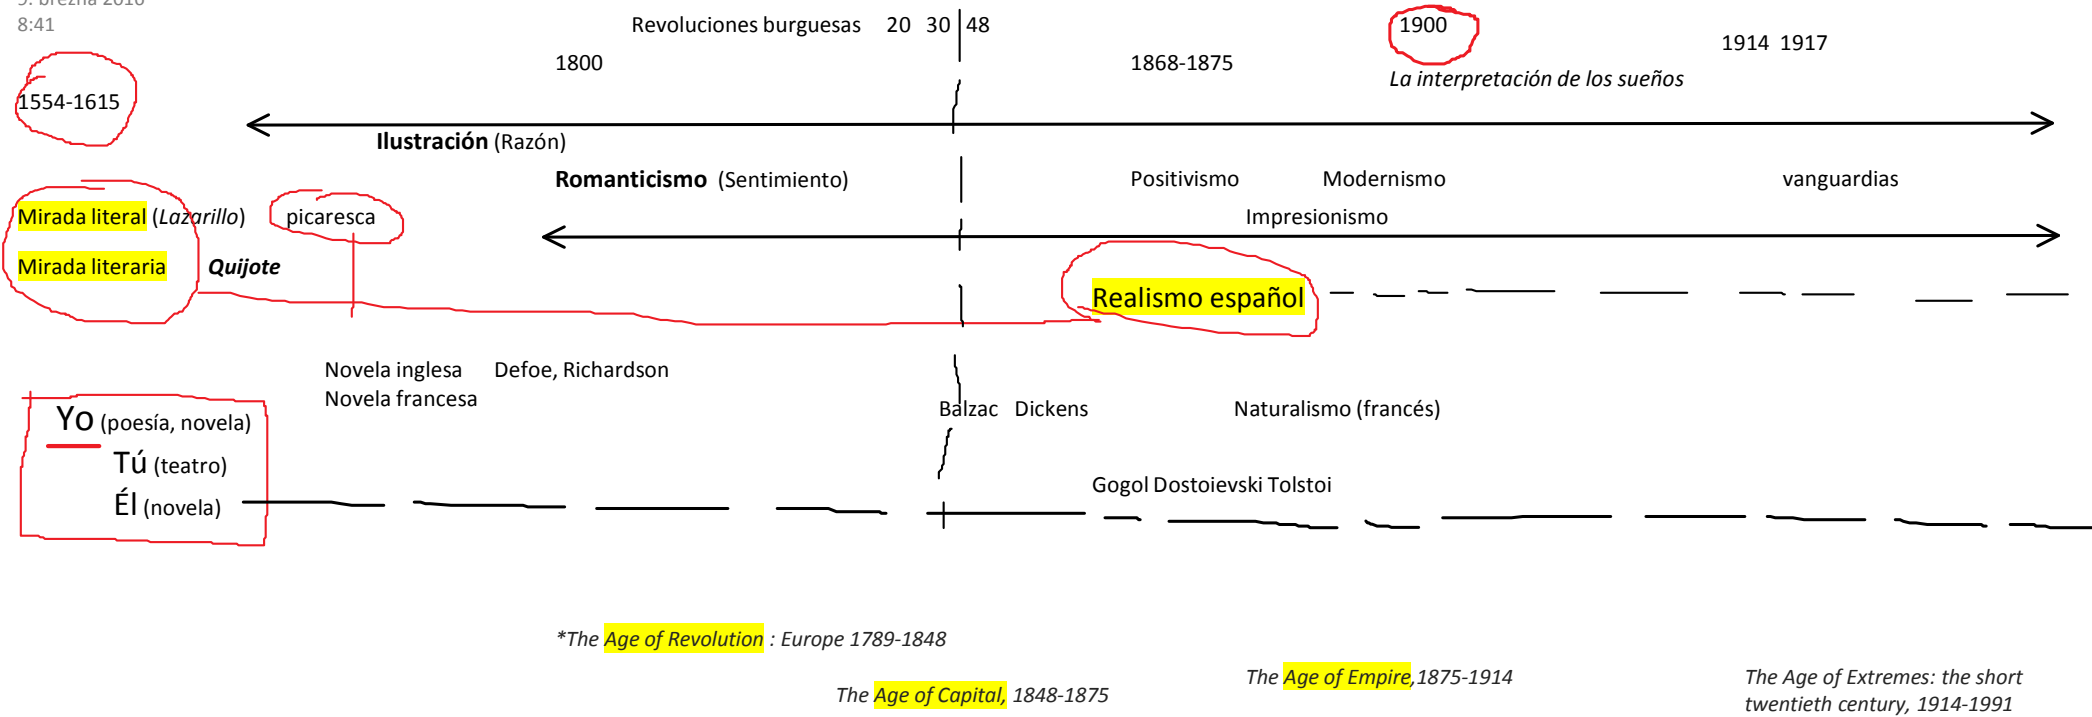 9. března 2016
8:41
Revoluciones burguesas 20 30 48
1900
1914 1917
1800
1868-1875
La interpretación de los sueños
1554-1615
Ilustración (Razón)
Romanticismo (Sentimiento)
Positivismo
Modernismo
vanguardias
Mirada literal (Lazarillo)
picaresca
Impresionismo
Mirada literaria
Quijote
Realismo español
Novela inglesa Defoe, Richardson
Novela francesa
Yo (poesía, novela)
Balzac Dickens
Naturalismo (francés)
Tú (teatro)
Gogol Dostoievski Tolstoi
Él (novela)
*The Age of Revolution : Europe 1789-1848
The Age of Capital, 1848-1875
The Age of Empire,1875-1914
The Age of Extremes: the short
twentieth century, 1914-1991